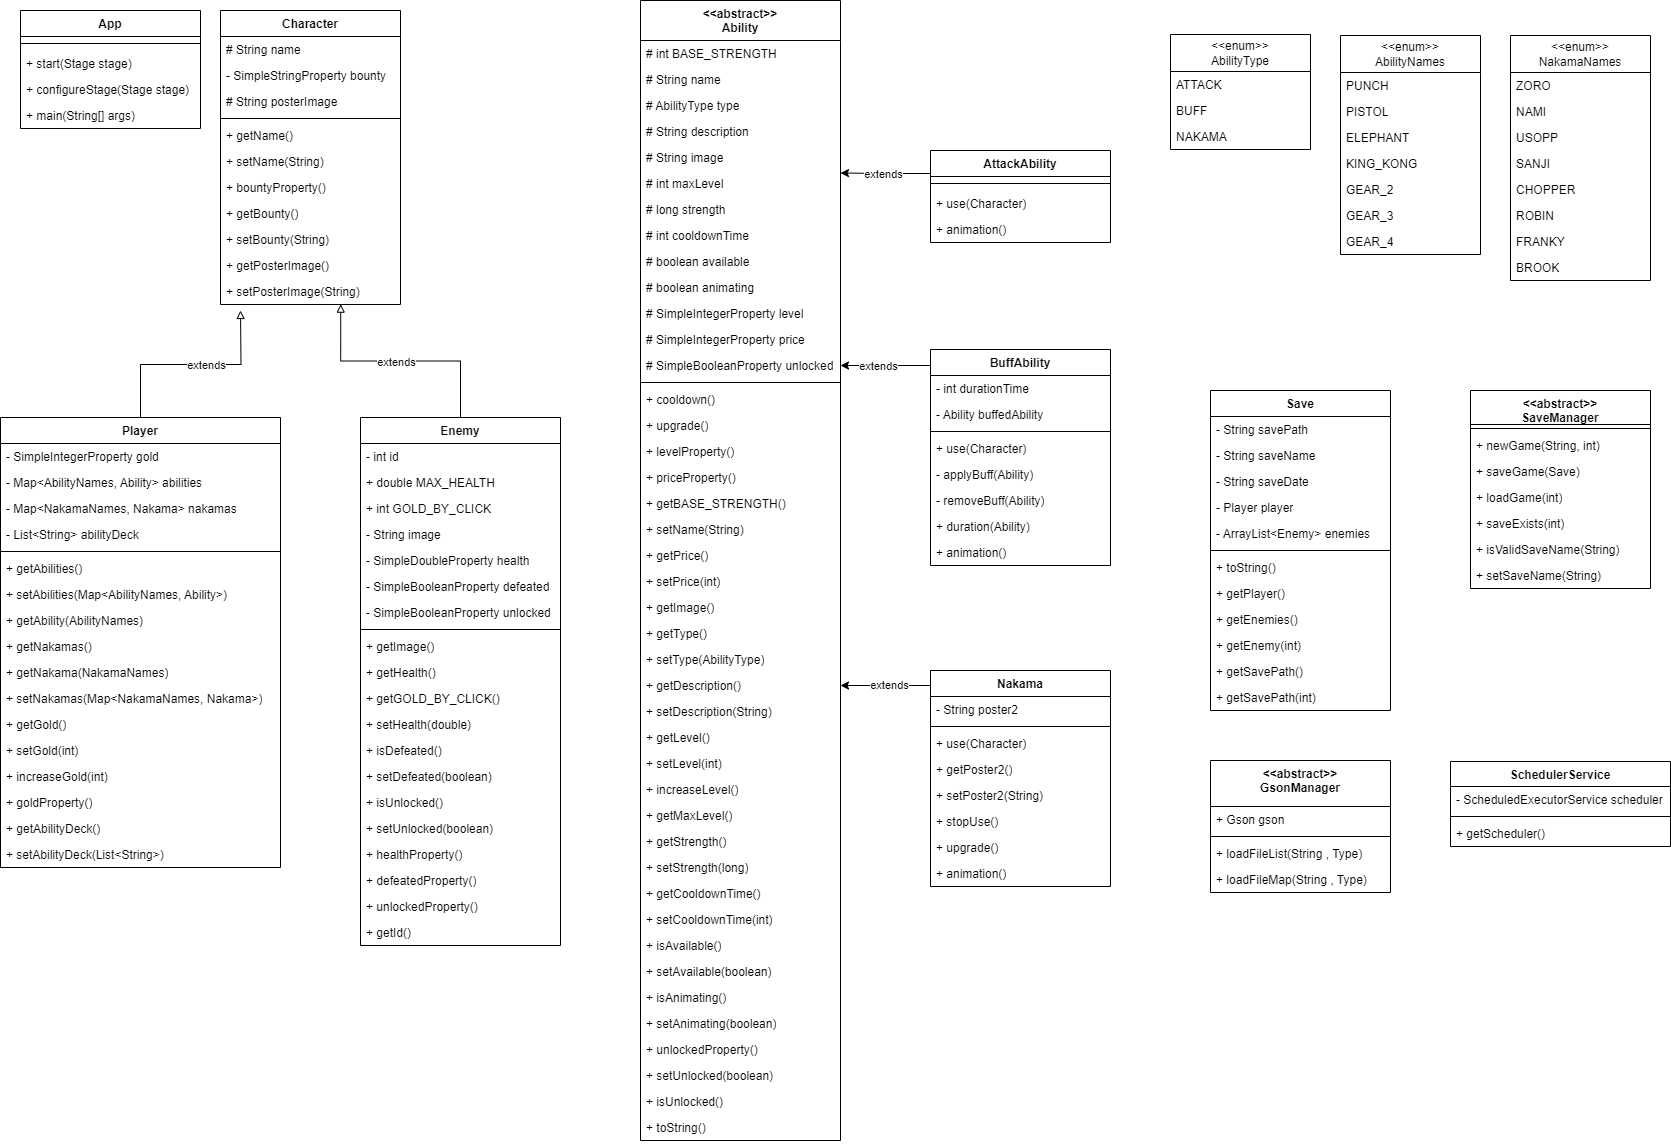 App
+ start(Stage stage)
+ configureStage(Stage stage)
+ main(String[] args)
Character
# String name
- SimpleStringProperty bounty
# String posterImage
+ getName()
+ setName(String)
+ bountyProperty()
+ getBounty()
+ setBounty(String)
+ getPosterImage()
+ setPosterImage(String)
extends
extends
Player
- SimpleIntegerProperty gold
- Map<AbilityNames, Ability> abilities
- Map<NakamaNames, Nakama> nakamas
- List<String> abilityDeck
+ getAbilities()
+ setAbilities(Map<AbilityNames, Ability>)
+ getAbility(AbilityNames)
+ getNakamas()
+ getNakama(NakamaNames)
+ setNakamas(Map<NakamaNames, Nakama>)
+ getGold()
+ setGold(int)
+ increaseGold(int)
+ goldProperty()
+ getAbilityDeck()
+ setAbilityDeck(List<String>)
Enemy
- int id
+ double MAX_HEALTH
+ int GOLD_BY_CLICK
- String image
- SimpleDoubleProperty health
- SimpleBooleanProperty defeated
- SimpleBooleanProperty unlocked
+ getImage()
+ getHealth()
+ getGOLD_BY_CLICK()
+ setHealth(double)
+ isDefeated()
+ setDefeated(boolean)
+ isUnlocked()
+ setUnlocked(boolean)
+ healthProperty()
+ defeatedProperty()
+ unlockedProperty()
+ getId()
<<abstract>>
Ability
# int BASE_STRENGTH
# String name
# AbilityType type
# String description
# String image
# int maxLevel
# long strength
# int cooldownTime
# boolean available
# boolean animating
# SimpleIntegerProperty level
# SimpleIntegerProperty price
# SimpleBooleanProperty unlocked
+ cooldown()
+ upgrade()
+ levelProperty()
+ priceProperty()
+ getBASE_STRENGTH()
+ setName(String)
+ getPrice()
+ setPrice(int)
+ getImage()
+ getType()
+ setType(AbilityType)
+ getDescription()
+ setDescription(String)
+ getLevel()
+ setLevel(int)
+ increaseLevel()
+ getMaxLevel()
+ getStrength()
+ setStrength(long)
+ getCooldownTime()
+ setCooldownTime(int)
+ isAvailable()
+ setAvailable(boolean)
+ isAnimating()
+ setAnimating(boolean)
+ unlockedProperty()
+ setUnlocked(boolean)
+ isUnlocked()
+ toString()
extends
AttackAbility
+ use(Character)
+ animation()
extends
BuffAbility
- int durationTime
- Ability buffedAbility
+ use(Character)
- applyBuff(Ability)
- removeBuff(Ability)
+ duration(Ability)
+ animation()
extends
Nakama
- String poster2
+ use(Character)
+ getPoster2()
+ setPoster2(String)
+ stopUse()
+ upgrade()
+ animation()
<<enum>>
AbilityType
ATTACK
BUFF
NAKAMA
<<enum>>
AbilityNames
PUNCH
PISTOL
ELEPHANT
KING_KONG
GEAR_2
GEAR_3
GEAR_4
<<enum>>
NakamaNames
ZORO
NAMI
USOPP
SANJI
CHOPPER
ROBIN
FRANKY
BROOK
Save
- String savePath
- String saveName
- String saveDate
- Player player
- ArrayList<Enemy> enemies
+ toString()
+ getPlayer()
+ getEnemies()
+ getEnemy(int)
+ getSavePath()
+ getSavePath(int)
<<abstract>>
SaveManager
+ newGame(String, int)
+ saveGame(Save)
+ loadGame(int)
+ saveExists(int)
+ isValidSaveName(String)
+ setSaveName(String)
<<abstract>>
GsonManager
+ Gson gson
+ loadFileList(String , Type)
+ loadFileMap(String , Type)
SchedulerService
- ScheduledExecutorService scheduler
+ getScheduler()